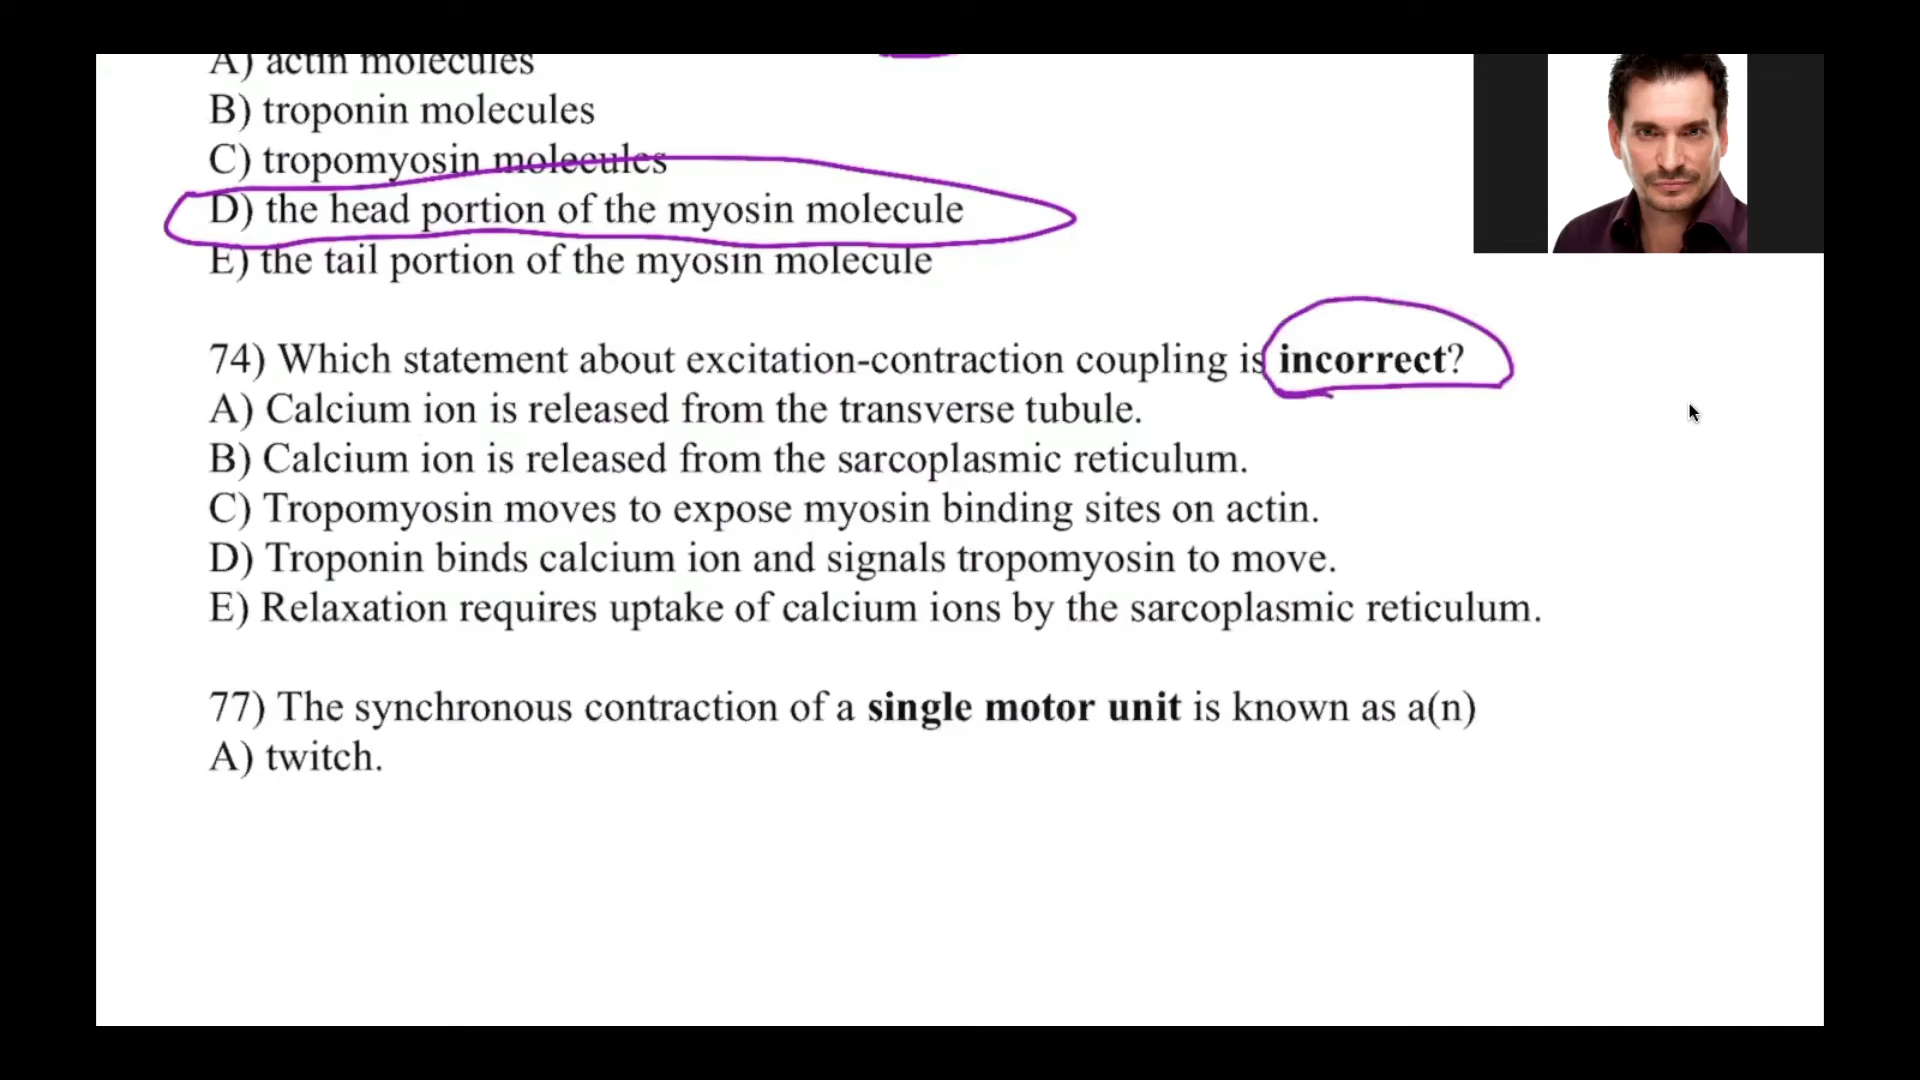 A) actin molecules
B) troponin molecules
C) tropomyosin molecules
D) the head portion of the myosin molecule
E) the tail portion of the myosin molecule
74) Which statement about excitation-contraction coupling is incorrect?
A) Calcium ion is released from the transverse tubule.
B) Calcium ion is released from the sarcoplasmic reticulum.
C) Tropomyosin moves to expose myosin binding sites on actin.
D) Troponin binds calcium ion and signals tropomyosin to move.
E) Relaxation requires uptake of calcium ions by the sarcoplasmic reticulum.
77) The synchronous contraction of a single motor unit is known as a(n)
A) twitch.